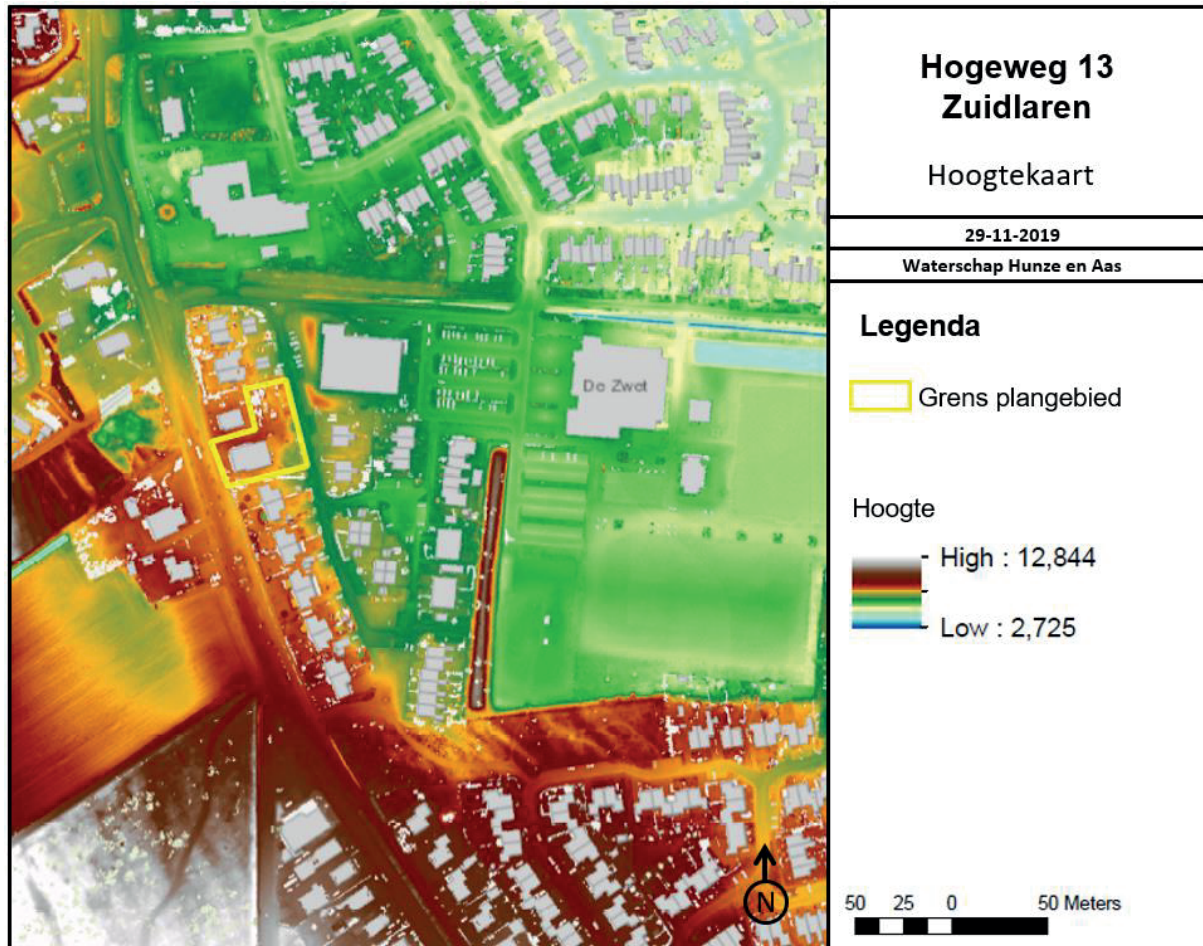 Hogeweg 13
Zuidlaren
Hoogtekaart
29-11-2019
Waterschap Hunze en Aas
Legenda
Grens plangebied
Hoogte
High : 12,844
Low : 2,725
De Zwet
N
50 25 0 50 Meters